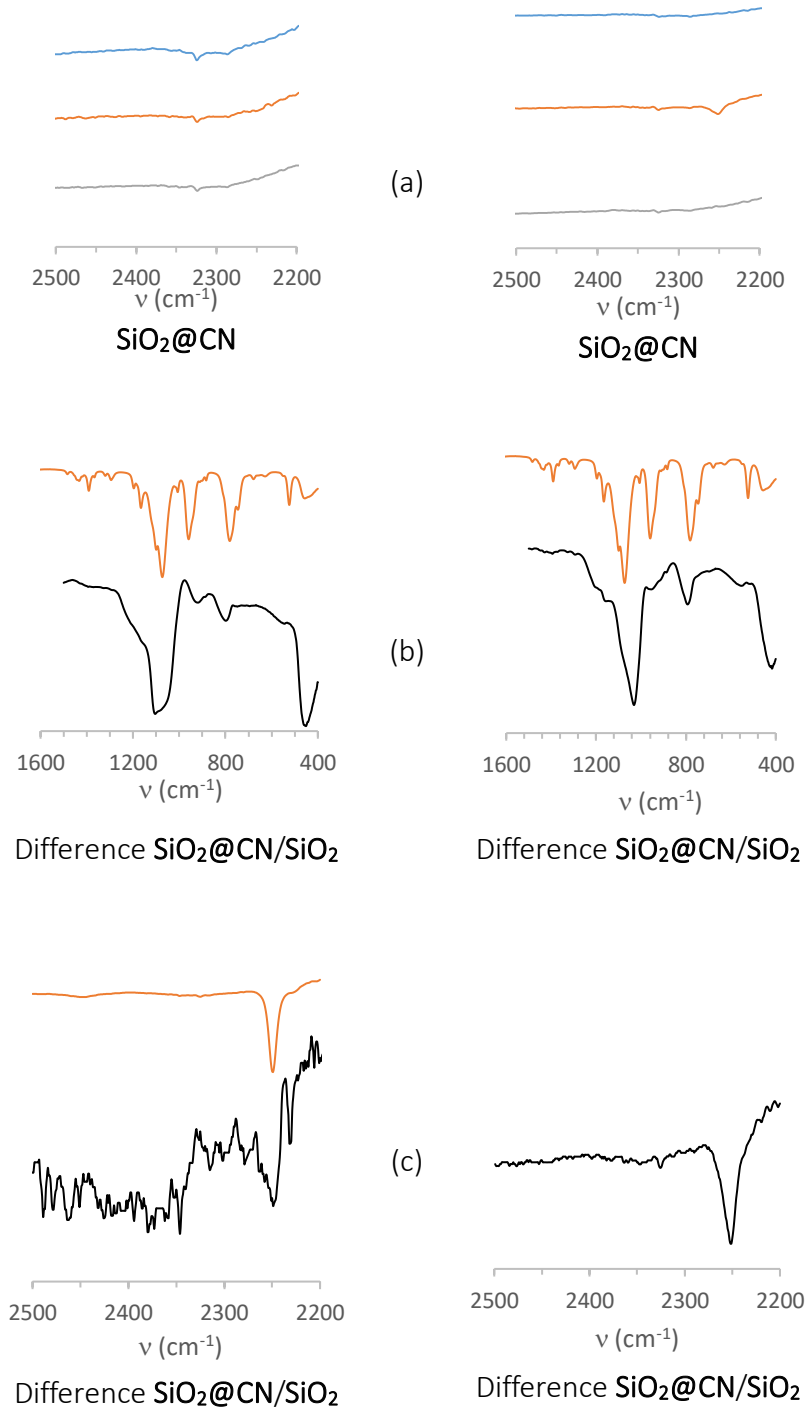 (a)
2500 2400 2300 2200
2500 2400 2300 2200
ν (cm⁻¹)
ν (cm⁻¹)
SiO₂@CN
SiO₂@CN
(b)
1600 1200 800 400
1600 1200 800 400
ν (cm⁻¹)
ν (cm⁻¹)
Difference SiO₂@CN/SiO₂
Difference SiO₂@CN/SiO₂
(c)
2500 2400 2300 2200
2500 2400 2300 2200
ν (cm⁻¹)
ν (cm⁻¹)
Difference SiO₂@CN/SiO₂
Difference SiO₂@CN/SiO₂